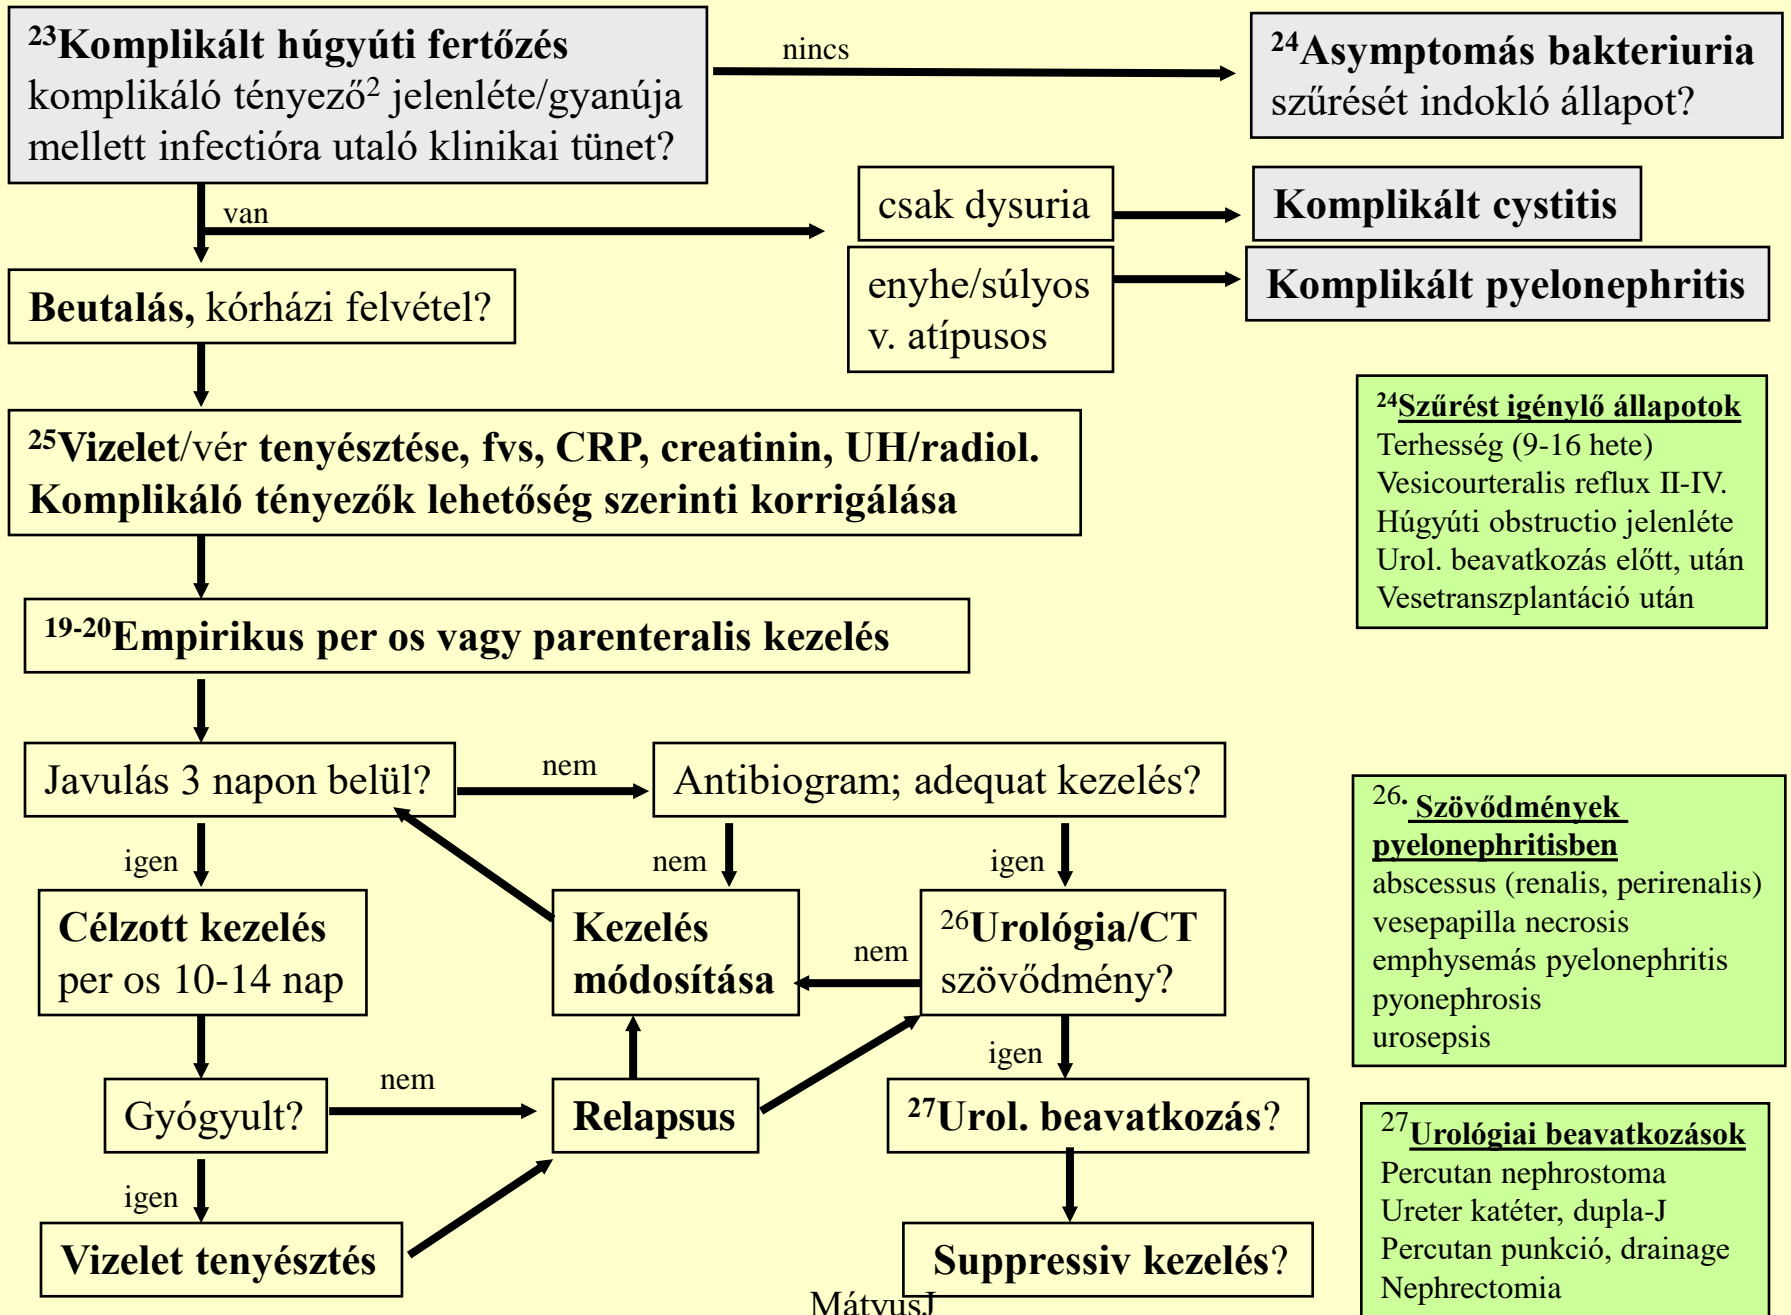 ²³Komplikált húgyúti fertőzés
komplikáló tényező² jelenléte/gyanúja
mellett infectióra utaló klinikai tünet?
nincs
²⁴Asymptomás bakteriuria
szűrését indokló állapot?
van
csak dysuria
Komplikált cystitis
enyhe/súlyos
v. atípusos
Komplikált pyelonephritis
Beutalás, kórházi felvétel?
²⁵Vizelet/vér tenyésztése, fvs, CRP, creatinin, UH/radiol.
Komplikáló tényezők lehetőség szerinti korrigálása
²⁴Szűrést igénylő állapotok
Terhesség (9-16 hete)
Vesicourteralis reflux II-IV.
Húgyúti obstructio jelenléte
Urol. beavatkozás előtt, után
Vesetranszplantáció után
¹⁹⁻²⁰Empirikus per os vagy parenteralis kezelés
Javulás 3 napon belül?
nem
Antibiogram; adequat kezelés?
igen
nem
igen
Célzott kezelés
per os 10-14 nap
Kezelés
módosítása
nem
²⁶Urológia/CT
szövődmény?
²⁶· Szövődmények
pyelonephritisben
abscessus (renalis, perirenalis)
vesepapilla necrosis
emphysemás pyelonephritis
pyonephrosis
urosepsis
igen
Gyógyult?
nem
Relapsus
²⁷Urol. beavatkozás?
igen
Vizelet tenyésztés
Suppressiv kezelés?
²⁷Urológiai beavatkozások
Percutan nephrostoma
Ureter katéter, dupla-J
Percutan punkció, drainage
Nephrectomia
MátyusJ